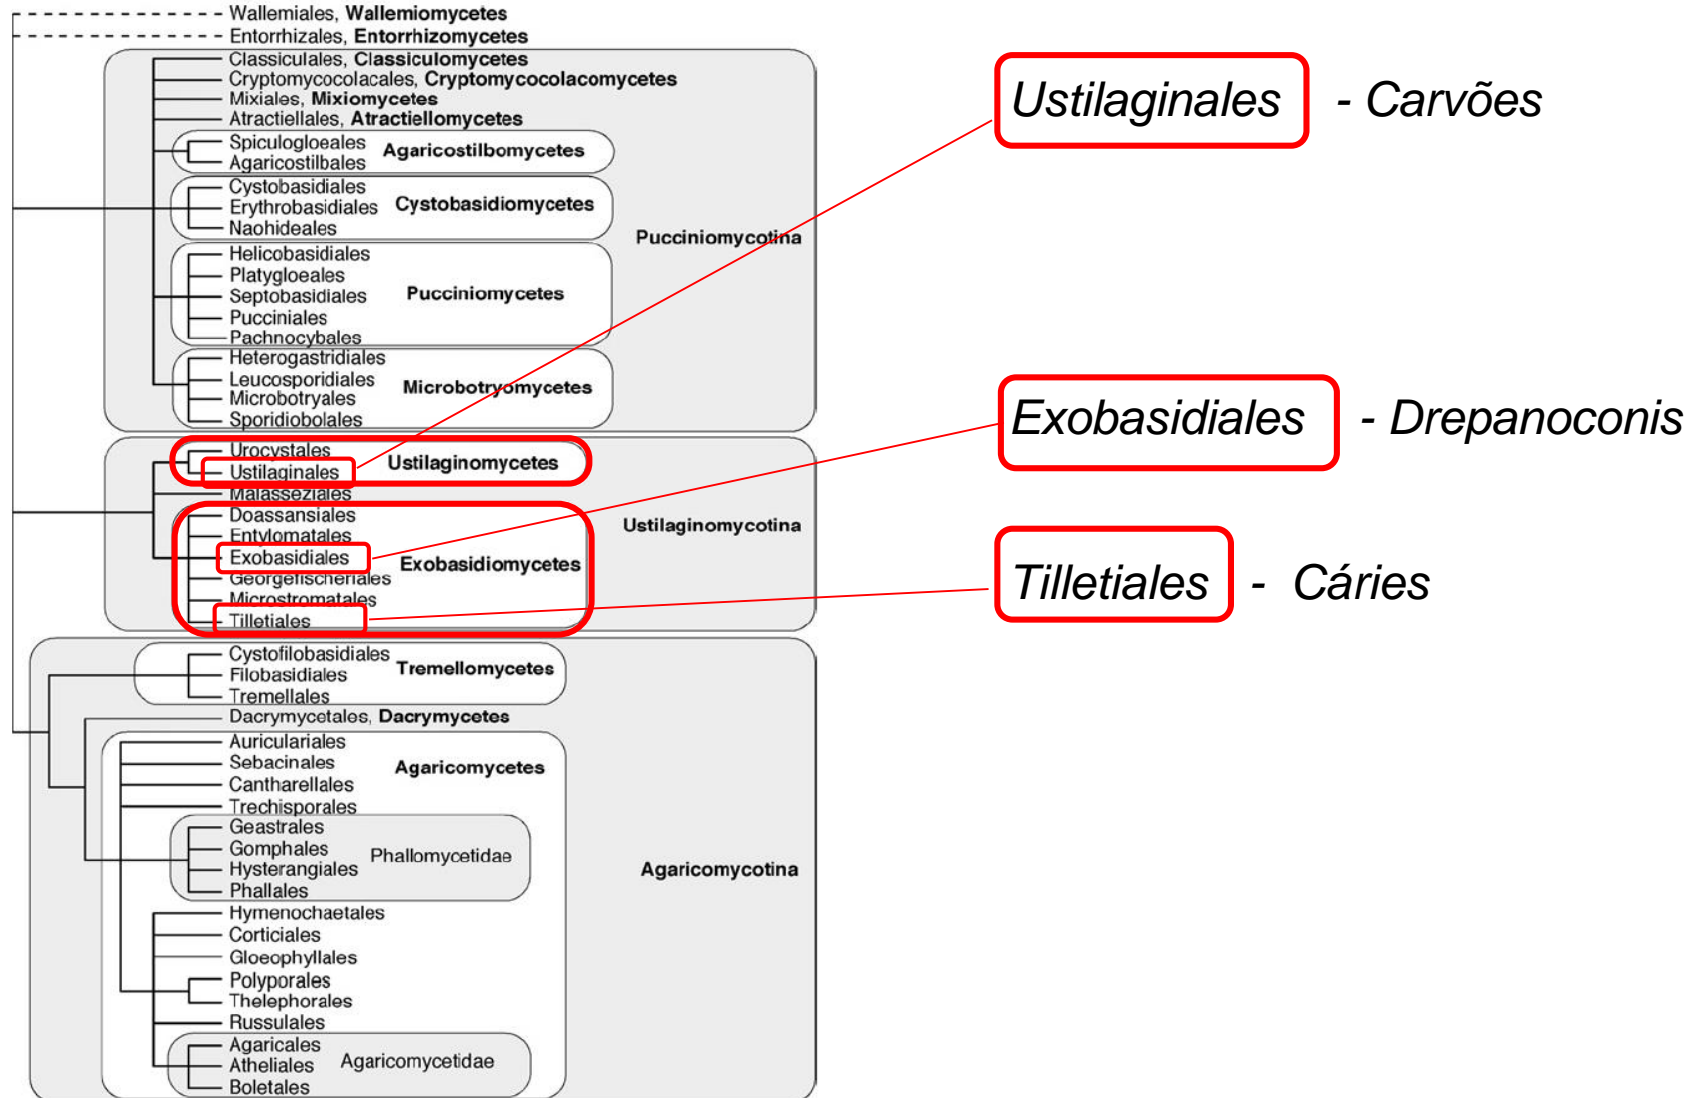 Wallemiales, Wallemiomycetes
Entorrhizales, Entorrhizomycetes
Classiculales, Classiculomycetes
Cryptomycocolacales, Cryptomycocolacomycetes
Mixiales, Mixiomycetes
Atractiellales, Atractiellomycetes
Spiculogloeales
Agaricostilbales
Agaricostilbomycetes
Cystobasidiales
Erythrobasidiales
Naohideales
Cystobasidiomycetes
Helicobasidiales
Platygloeales
Septobasidiales
Pucciniales
Pachnocybales
Pucciniomycetes
Heterogastridiales
Leucosporidiales
Microbotryales
Sporidiobolales
Microbotryomycetes
Pucciniomycotina
Urocystales
Ustilaginales
Ustilaginomycetes
Malasseziales
Doassansiales
Entylomatales
Exobasidiales
Georgefischeriales
Microstromatales
Tilletiales
Exobasidiomycetes
Ustilaginomycotina
Cystofilobasidiales
Filobasidiales
Tremellales
Tremellomycetes
Dacrymycetales, Dacrymycetes
Auriculariales
Sebacinales
Cantharellales
Trechisporales
Agaricomycetes
Geastrales
Gomphales
Hysterangiales
Phallales
Phallomycetidae
Hymenochaetales
Corticiales
Gloeophyllales
Polyporales
Thelephorales
Russulales
Agaricales
Atheliales
Boletales
Agaricomycetidae
Agaricomycotina
Ustilaginales - Carvões
Exobasidiales - Drepanoconis
Tilletiales - Cáries